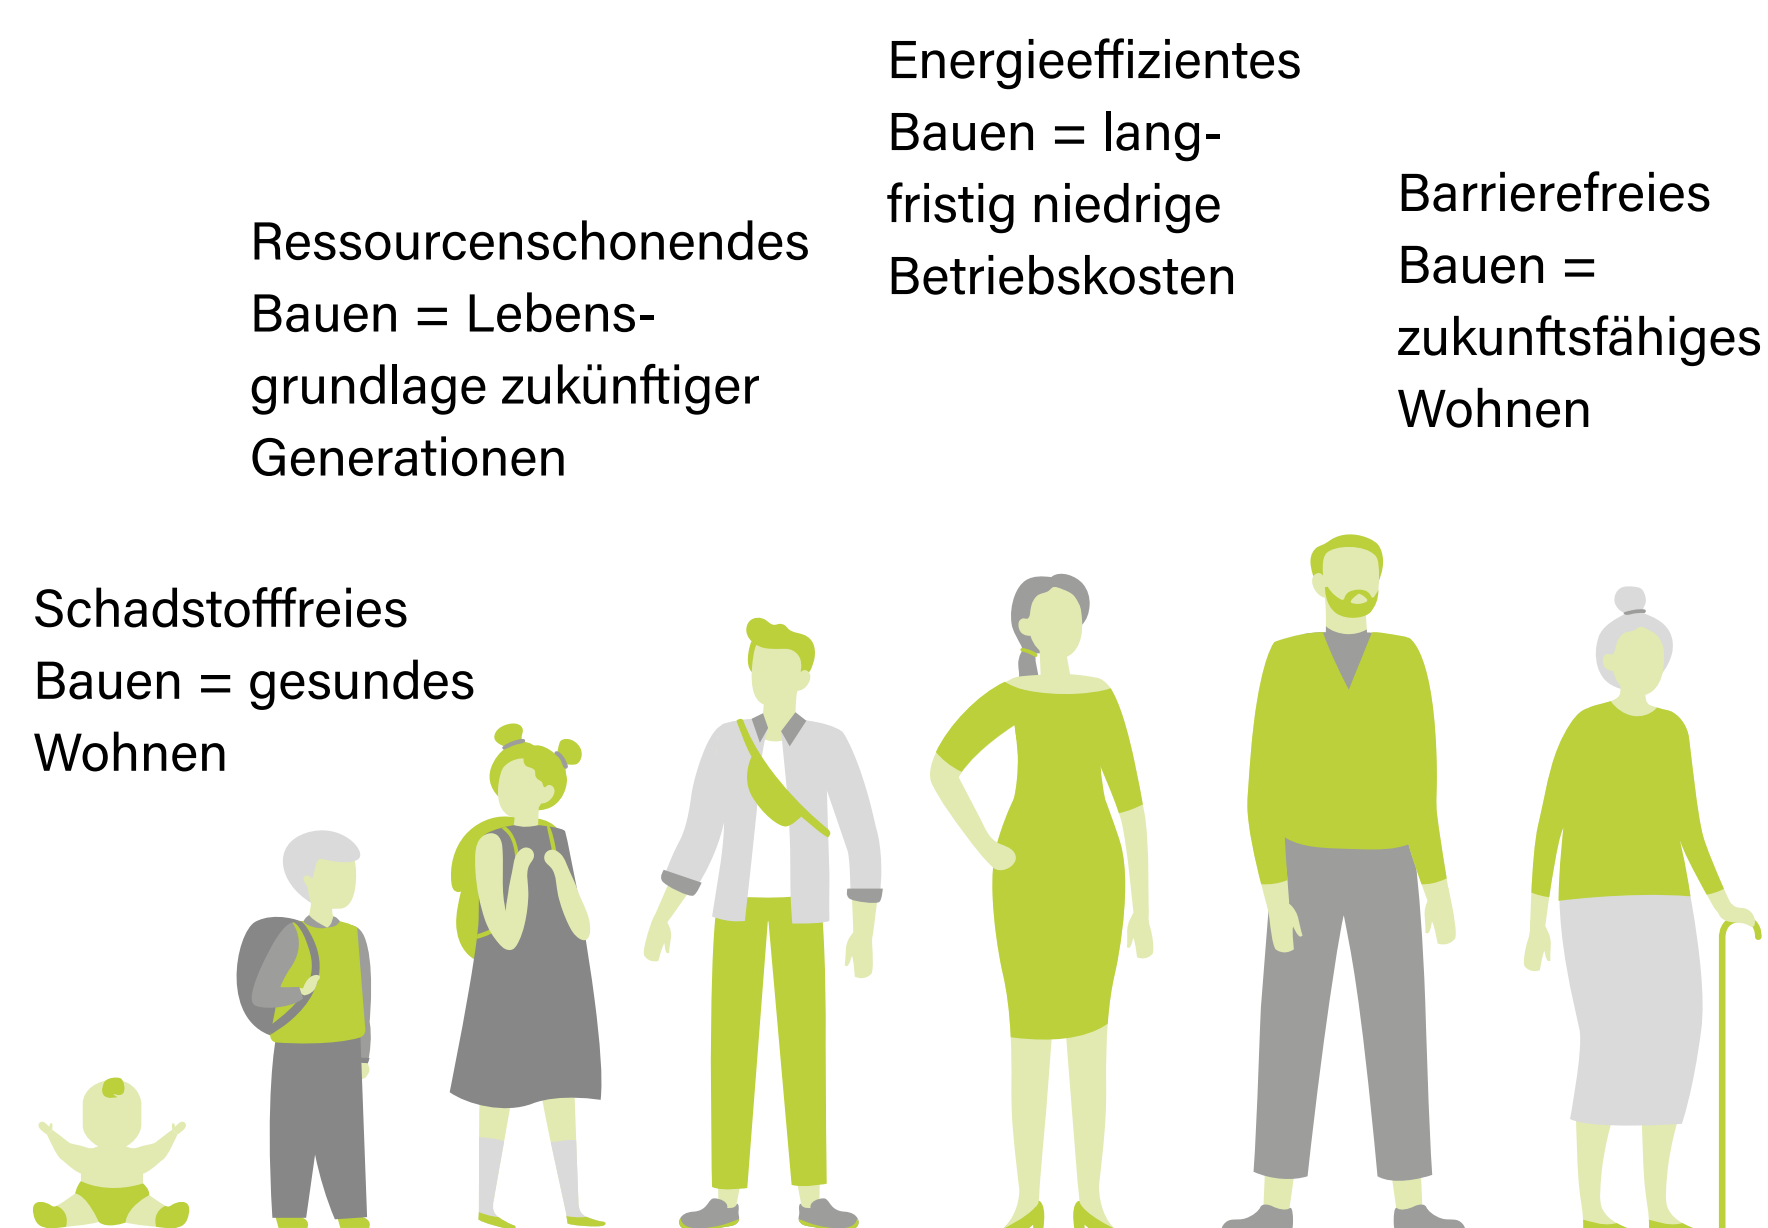 Schadstofffreies
Bauen = gesundes
Wohnen
Ressourcenschonendes
Bauen = Lebens-
grundlage zukünftiger
Generationen
Energieeffizientes
Bauen = lang-
fristig niedrige
Betriebskosten
Barrierefreies
Bauen =
zukunftsfähiges
Wohnen